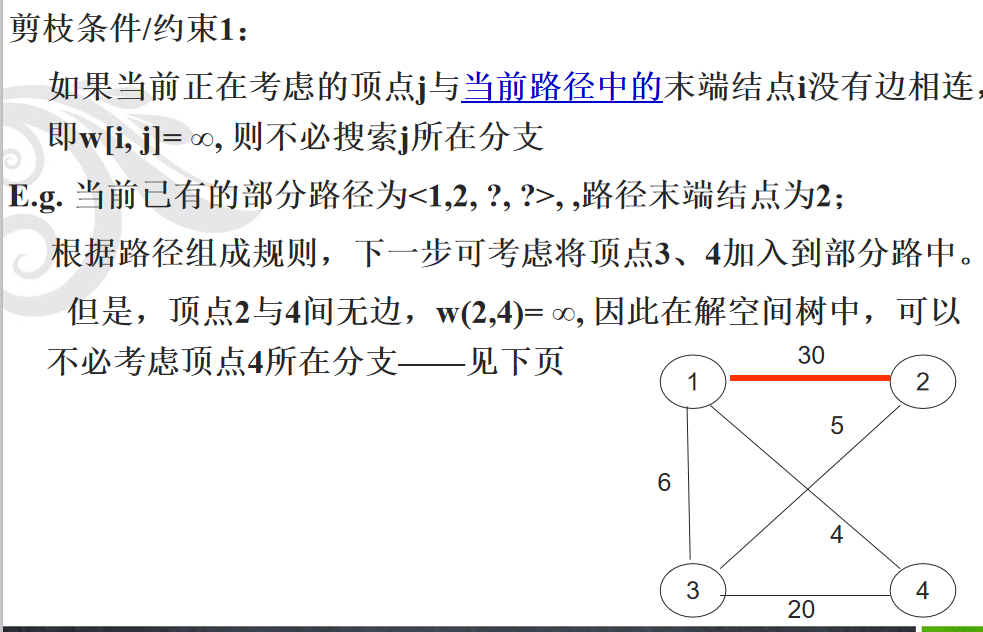 剪枝条件/约束1：
如果当前正在考虑的顶点j与当前路径中的末端结点i没有边相连，
即w[i, j]= ∞, 则不必搜索j所在分支
E.g. 当前已有的部分路径为<1,2, ?, ?>, ,路径末端结点为2；
根据路径组成规则，下一步可考虑将顶点3、4加入到部分路中。
但是，顶点2与4间无边，w(2,4)= ∞, 因此在解空间树中，可以
不必考虑顶点4所在分支——见下页
30
1
2
5
6
4
3
4
20